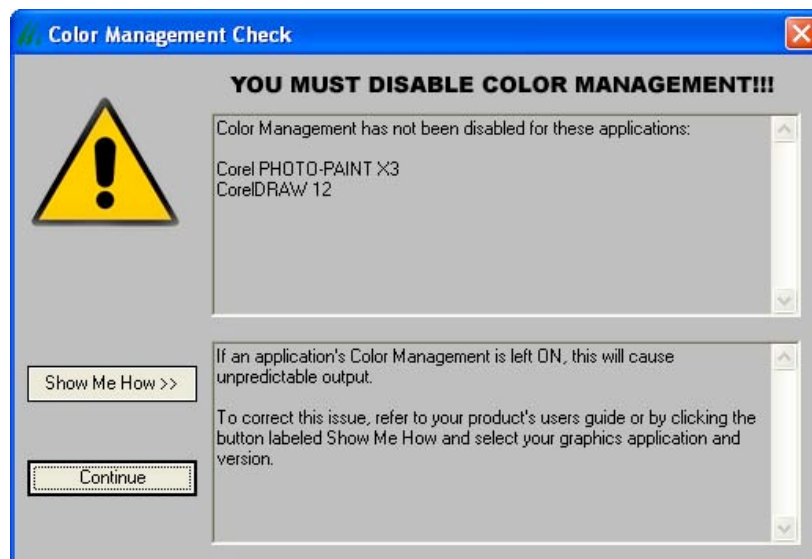 Color Management Check
YOU MUST DISABLE COLOR MANAGEMENT!!!
Color Management has not been disabled for these applications:
Corel PHOTO-PAINT X3
CorelDRAW 12
Show Me How >>
Continue
If an application's Color Management is left ON, this will cause
unpredictable output.
To correct this issue, refer to your product's users guide or by clicking the
button labeled Show Me How and select your graphics application and
version.